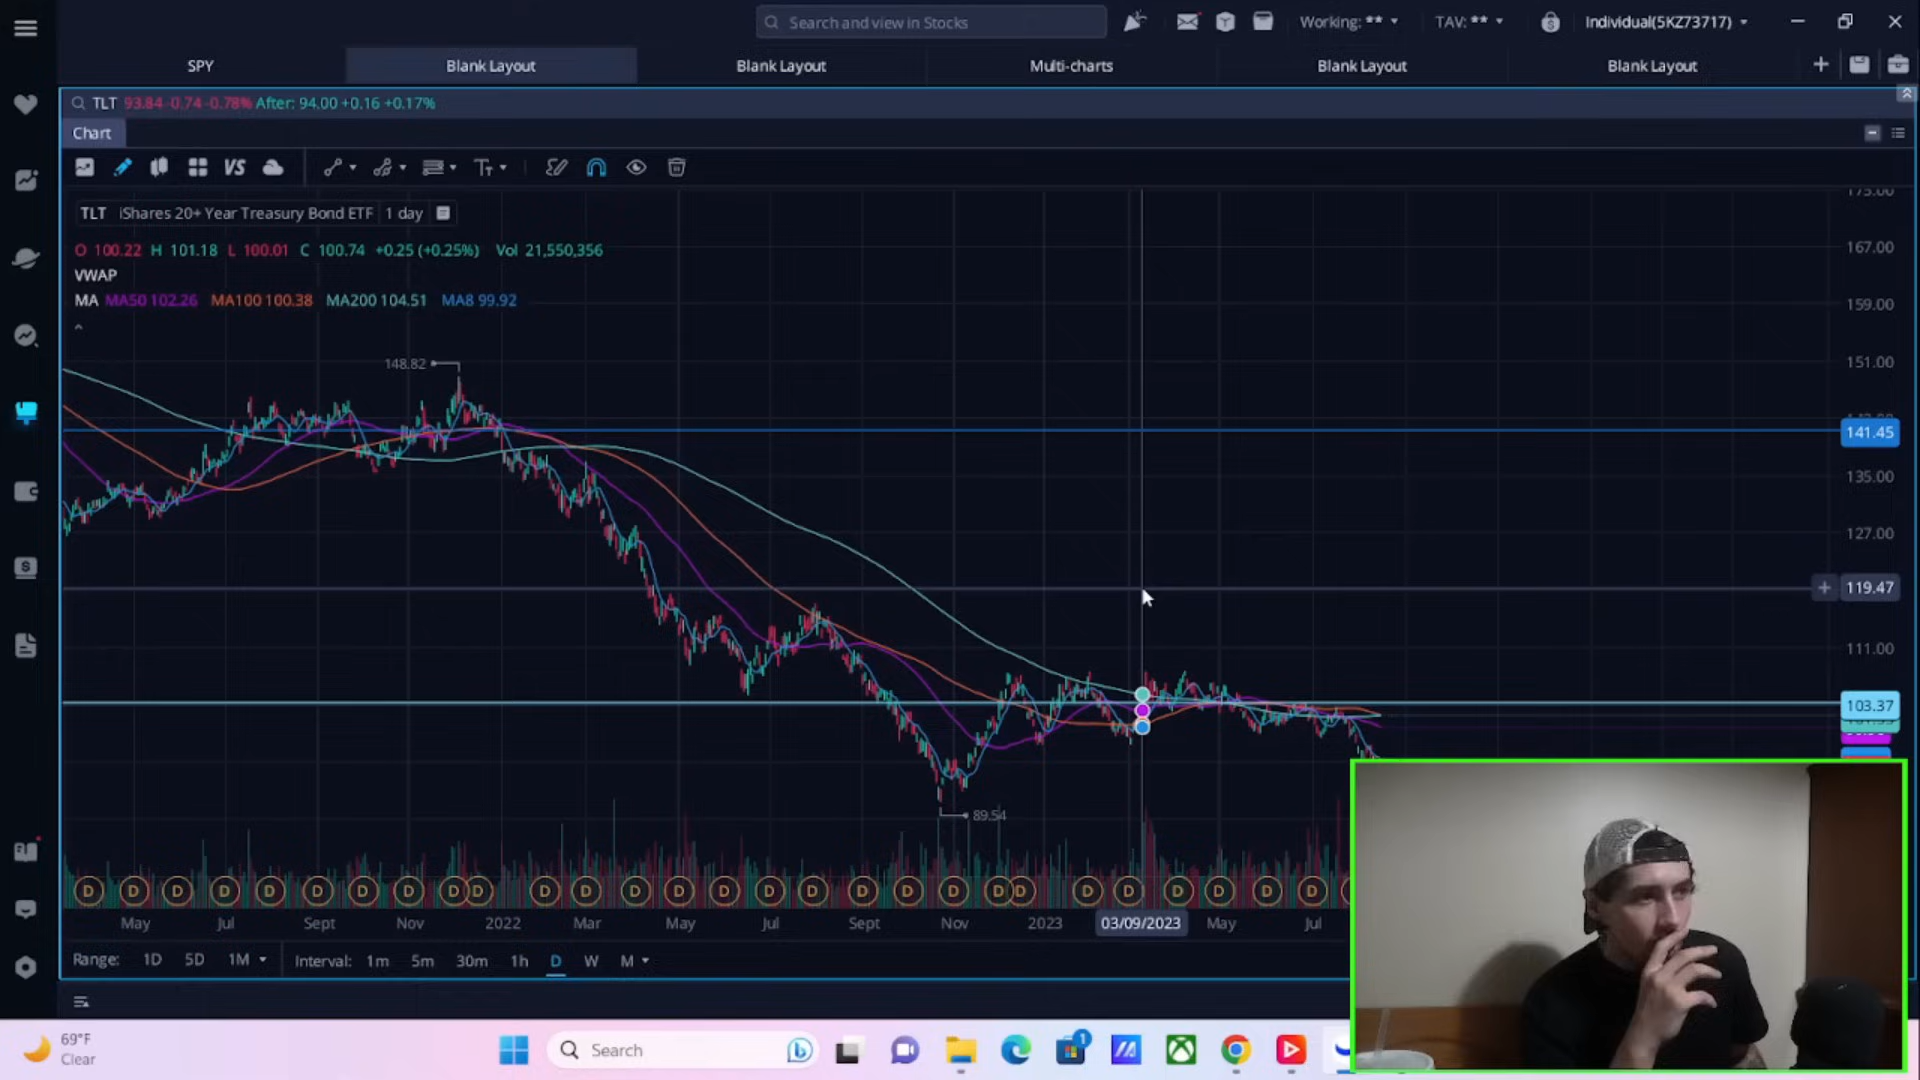 Search and view in Stocks
Working: **
TAV: **
Individual(5KZ73717)
SPY
Blank Layout
Blank Layout
Multi-charts
Blank Layout
Blank Layout
TLT 93.84 -0.74 -0.78% After: 94.00 +0.16 +0.17%
Chart
VS
Tт
TLT iShares 20+ Year Treasury Bond ETF 1 day
175.00
O 100.22 H 101.18 L 100.01 C 100.74 +0.25 (+0.25%) Vol 21,550,356
167.00
VWAP
MA MA50 102.26 MA100 100.38 MA200 104.51 MA8 99.92
159.00
148.82
151.00
141.45
135.00
127.00
119.47
111.00
103.37
89.54
D D D D D D D D D D D D D D D D D D D D D D D D D D D D D
May Jul Sept Nov 2022 Mar May Jul Sept Nov 2023 03/09/2023 May Jul
Range: 1D 5D 1M Interval: 1m 5m 30m 1h D W M
69°F
Clear
Search
1